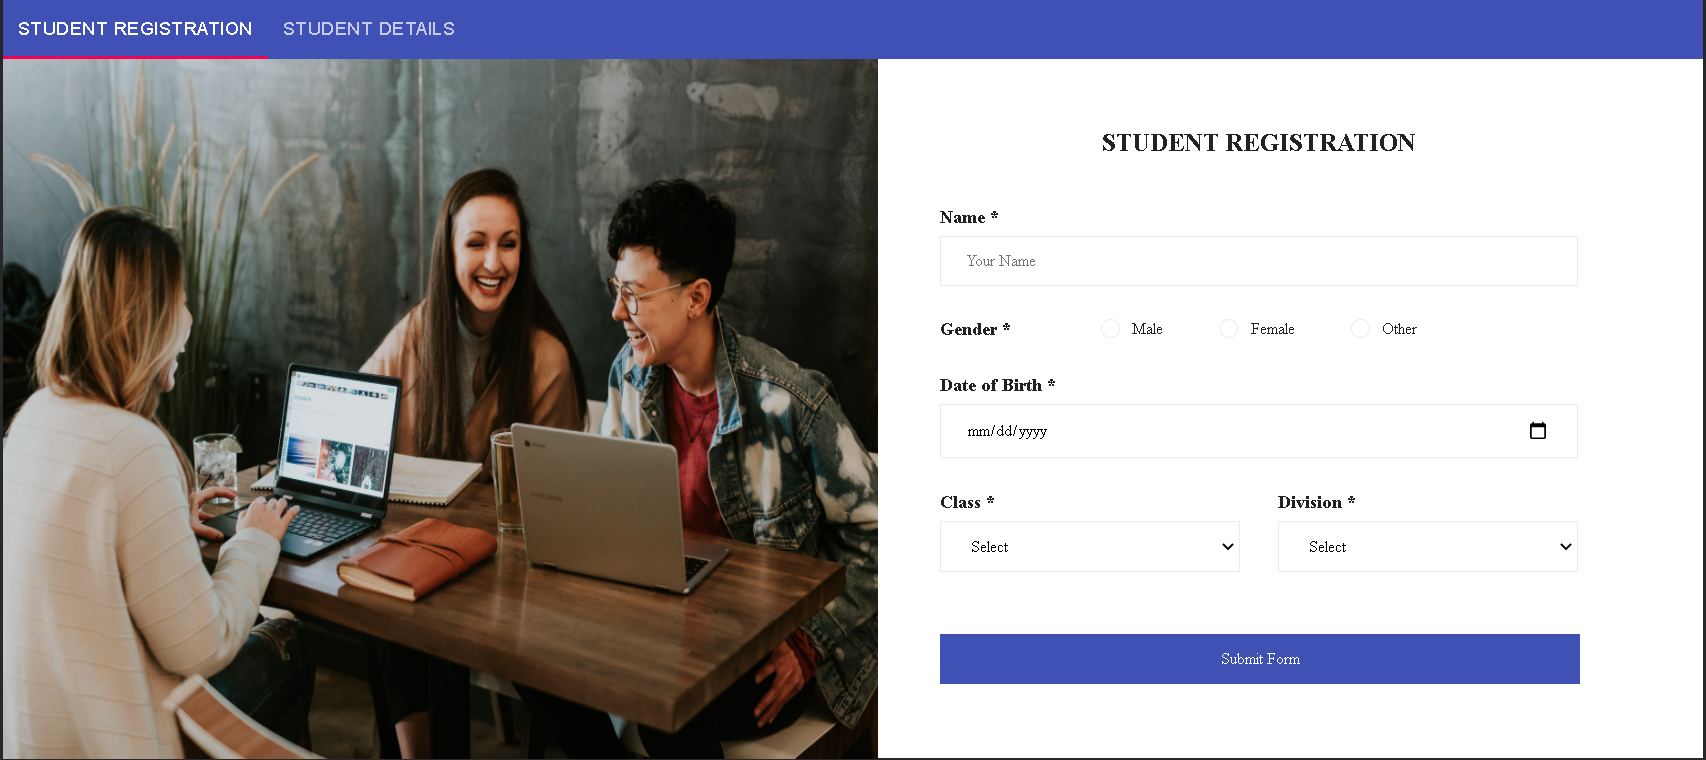 STUDENT REGISTRATION STUDENT DETAILS
STUDENT REGISTRATION
Name *
Your Name
Gender * Male Female Other
Date of Birth *
mm/dd/yyyy
Class * Division *
Select Select
Submit Form
SAMSUNG